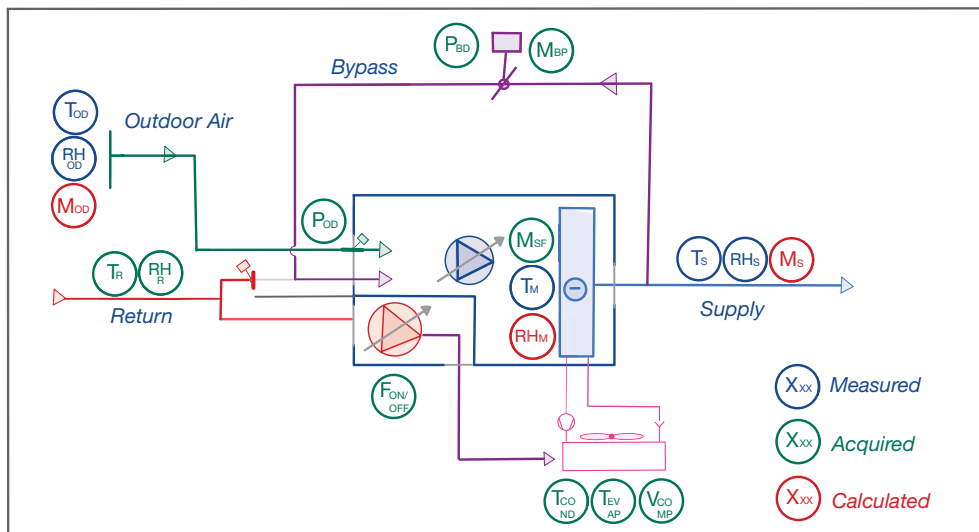 PBD
MBP
Bypass
TOD
Outdoor Air
RH
OD
MOD
POD
MSF
TR
RH
R
TS
RHS
MS
TM
Return
Supply
RHM
FON/
OFF
XXX Measured
XXX Acquired
TCO
ND
TEV
AP
VCO
MP
XXX Calculated